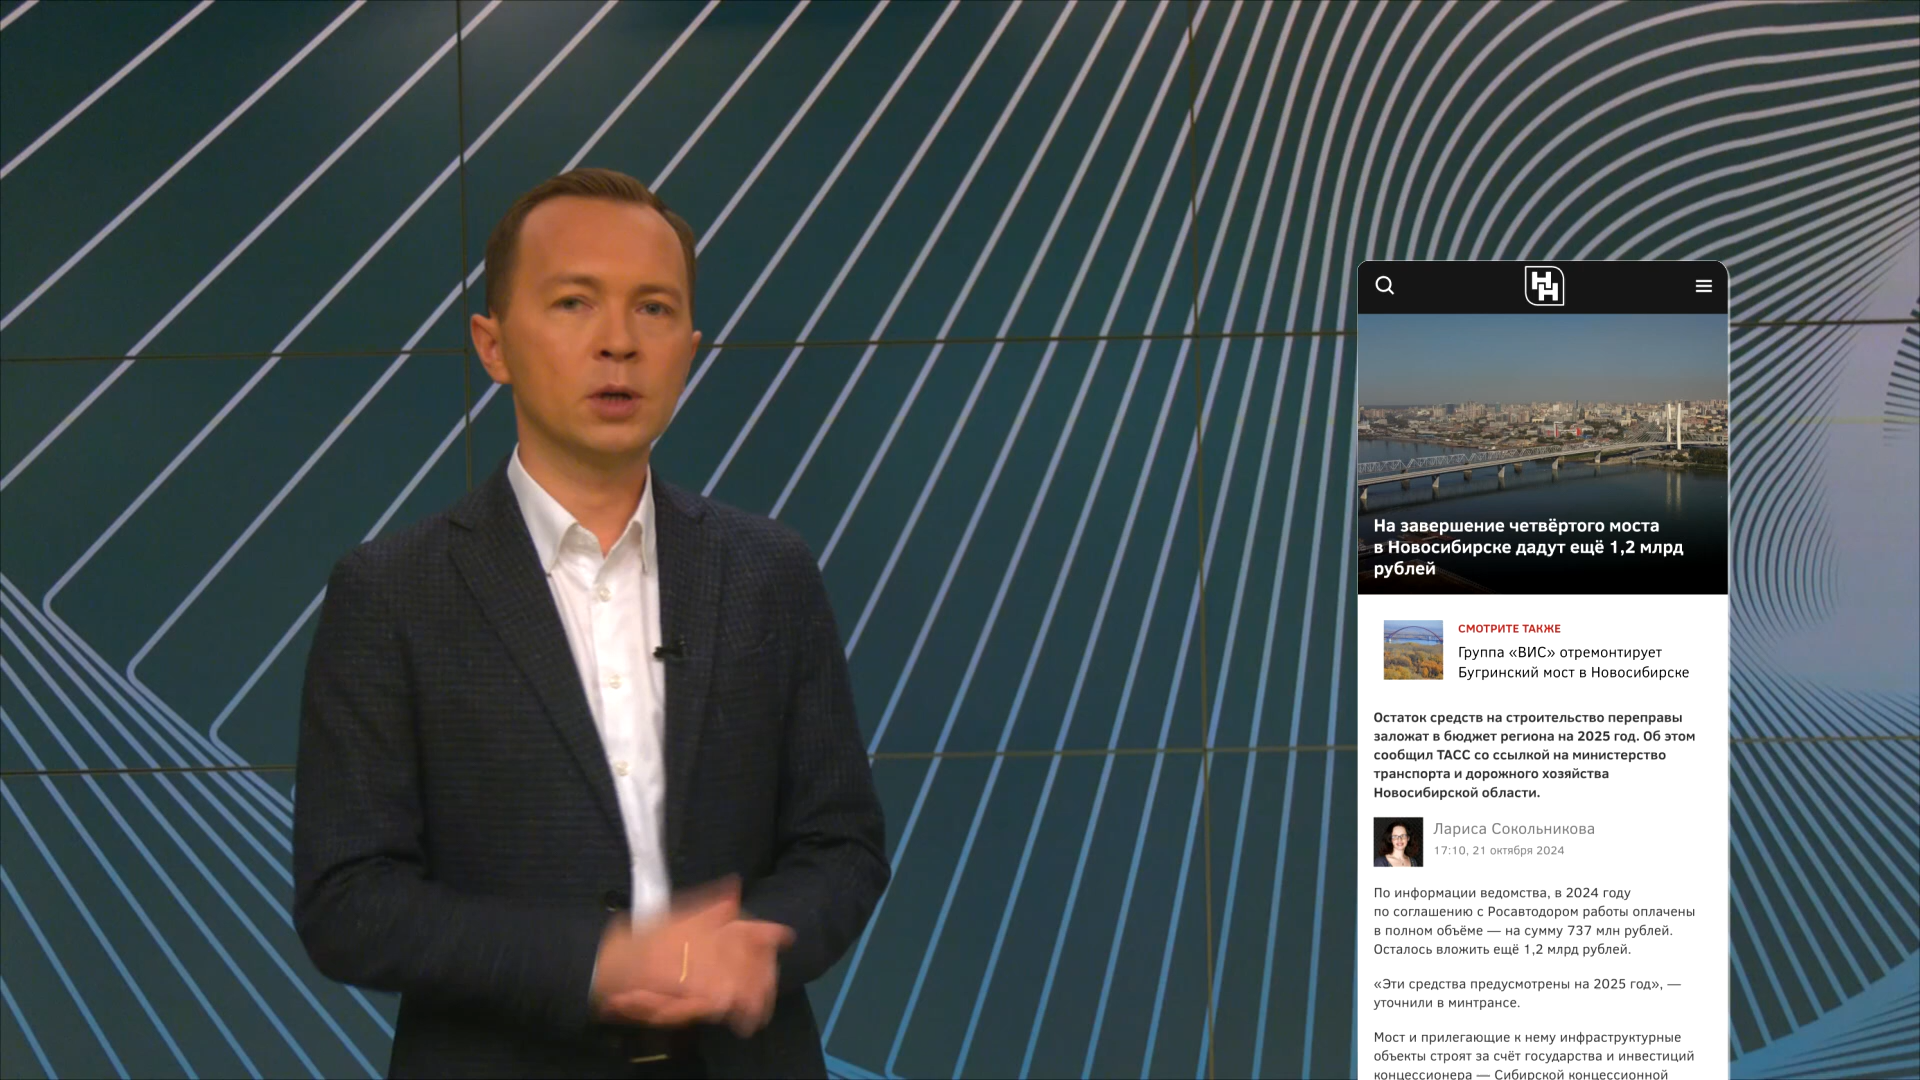 НН
На завершение четвёртого моста
в Новосибирске дадут ещё 1,2 млрд
рублей
СМОТРИТЕ ТАКЖЕ
Группа «ВИС» отремонтирует
Бугринский мост в Новосибирске
Остаток средств на строительство переправы
заложат в бюджет региона на 2025 год. Об этом
сообщил ТАСС со ссылкой на министерство
транспорта и дорожного хозяйства
Новосибирской области.
Лариса Сокольникова
17:10, 21 октября 2024
По информации ведомства, в 2024 году
по соглашению с Росавтодором работы оплачены
в полном объёме — на сумму 737 млн рублей.
Осталось вложить ещё 1,2 млрд рублей.
«Эти средства предусмотрены на 2025 год», —
уточнили в минтрансе.
Мост и прилегающие к нему инфраструктурные
объекты строят за счёт государства и инвестиций
концессионера — Сибирской концессионной